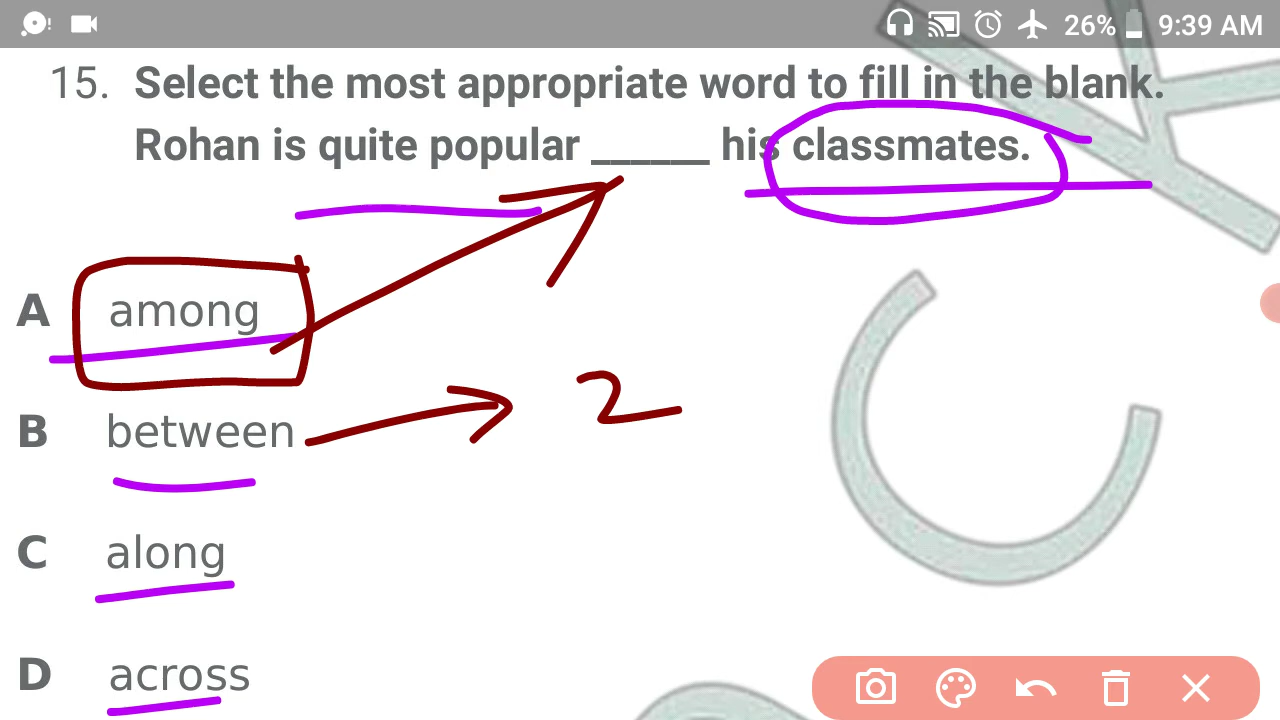 26% 9:39 AM
15. Select the most appropriate word to fill in the blank.
Rohan is quite popular ______ his classmates.
A among
B between 2
C along
D across